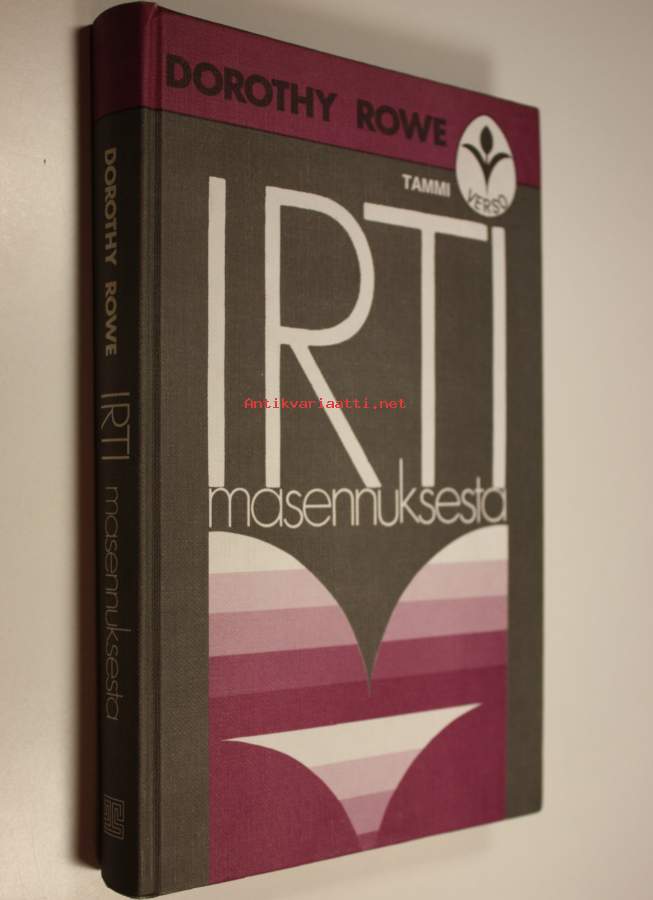 DOROTHY ROWE
TAMMI
VERSO
IRTI
masennuksesta
DOROTHY ROWE
IRTI
masennuksesta
Antikvariaatti.net